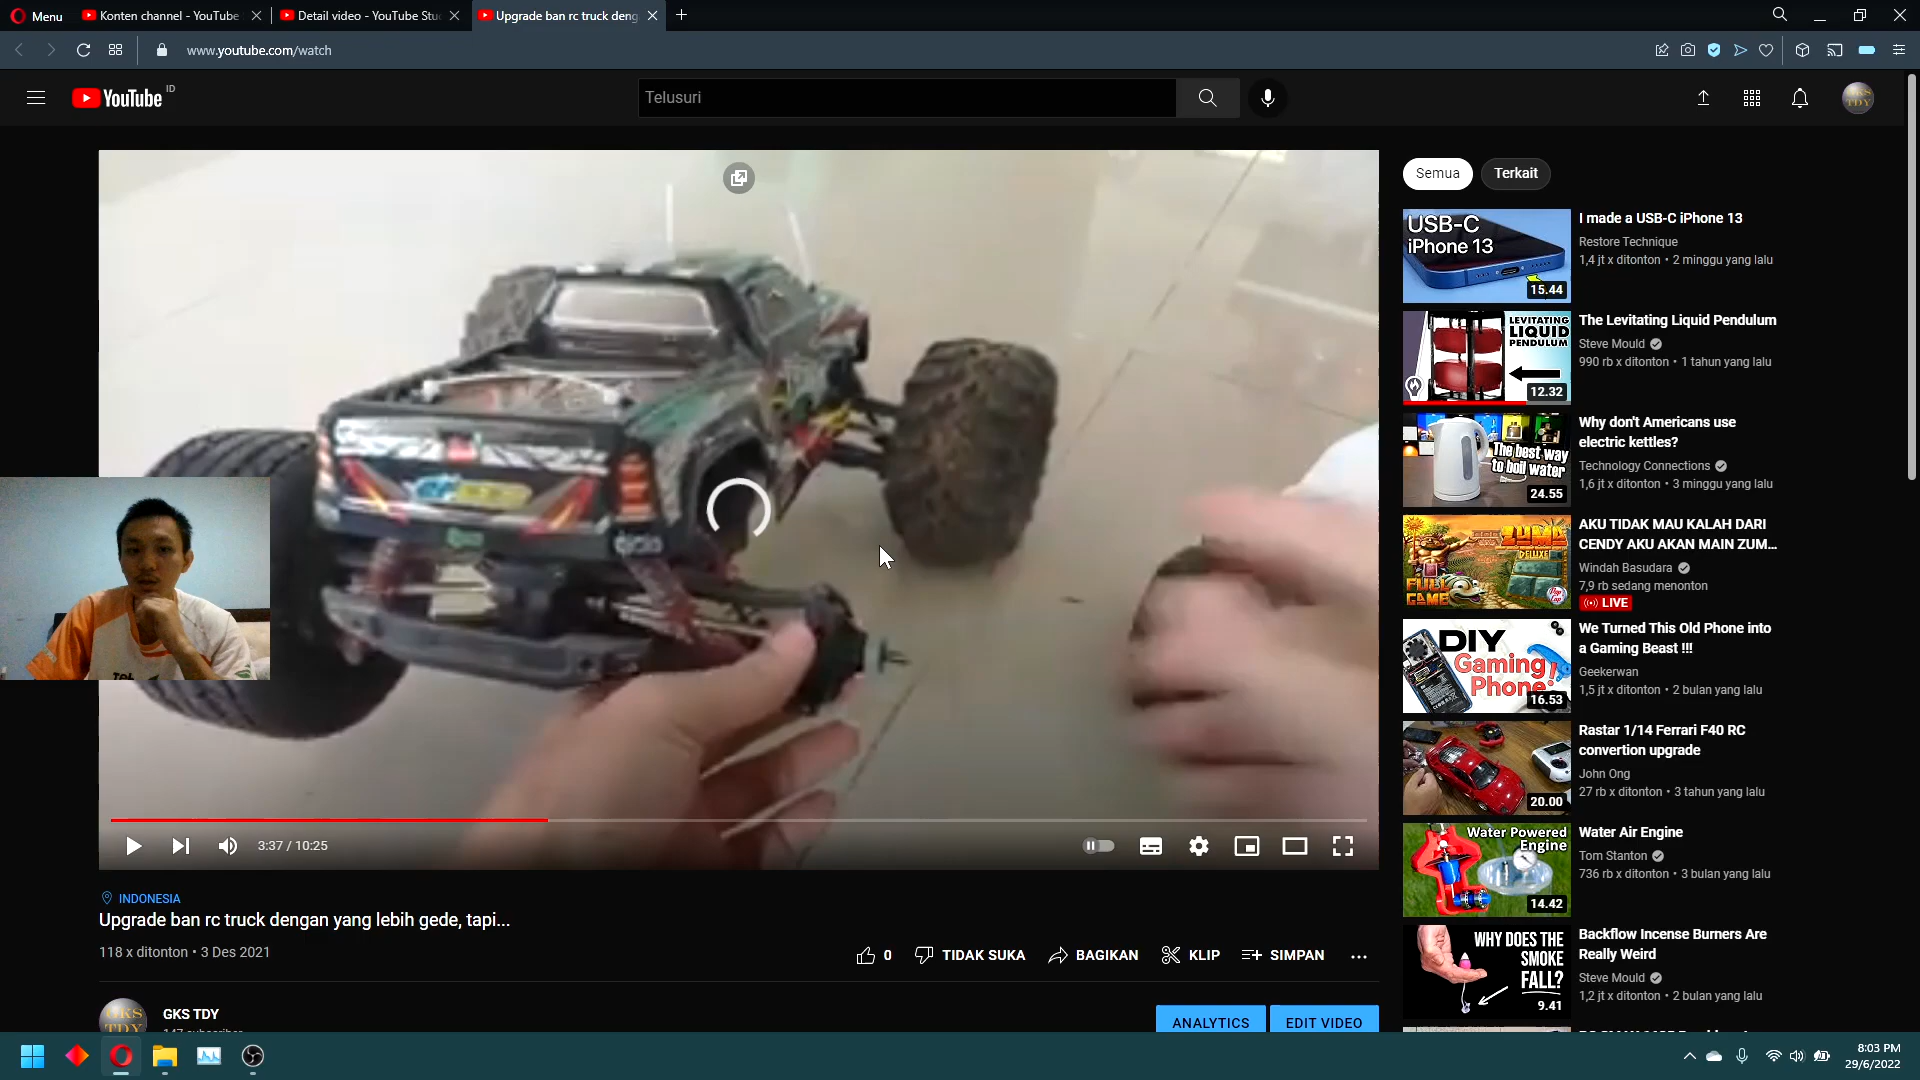 Menu
Konten channel - YouTube
Detail video - YouTube Stu
Upgrade ban rc truck deng
www.youtube.com/watch
YouTube ID
Telusuri
Semua
Terkait
USB-C
iPhone 13
15.44
I made a USB-C iPhone 13
Restore Technique
1,4 jt x ditonton • 2 minggu yang lalu
LEVITATING
LIQUID
PENDULUM
12.32
The Levitating Liquid Pendulum
Steve Mould
990 rb x ditonton • 1 tahun yang lalu
The best way
to boil water
24.55
Why don't Americans use
electric kettles?
Technology Connections
1,6 jt x ditonton • 3 minggu yang lalu
ZUMA
DELUXE
FULL
GAME
AKU TIDAK MAU KALAH DARI
CENDY AKU AKAN MAIN ZUM...
Windah Basudara
7,9 rb sedang menonton
LIVE
DIY
Gaming
Phone!
16.53
We Turned This Old Phone into
a Gaming Beast !!!
Geekerwan
1,5 jt x ditonton • 2 bulan yang lalu
20.00
Rastar 1/14 Ferrari F40 RC
convertion upgrade
John Ong
27 rb x ditonton • 3 tahun yang lalu
Water Powered
Engine
14.42
Water Air Engine
Tom Stanton
736 rb x ditonton • 3 bulan yang lalu
WHY DOES THE
SMOKE
FALL?
9.41
Backflow Incense Burners Are
Really Weird
Steve Mould
1,2 jt x ditonton • 2 bulan yang lalu
3:37 / 10:25
INDONESIA
Upgrade ban rc truck dengan yang lebih gede, tapi...
118 x ditonton • 3 Des 2021
0
TIDAK SUKA
BAGIKAN
KLIP
SIMPAN
GKS TDY
GKS TDY
ANALYTICS
EDIT VIDEO
8:03 PM
29/6/2022